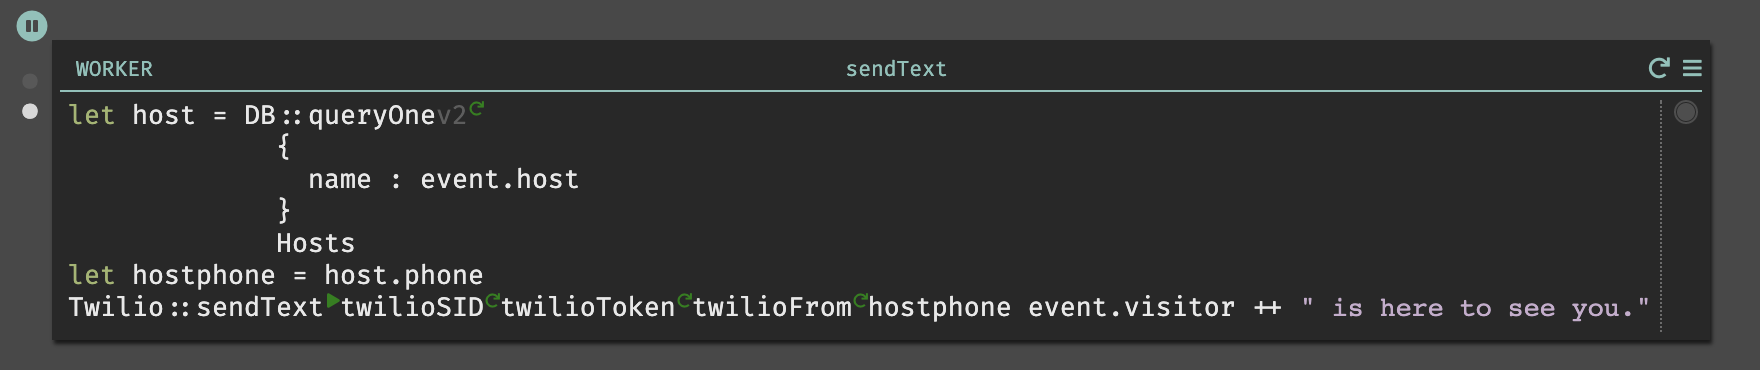 WORKER sendText
let host = DB::queryOnev2
{
name : event.host
}
Hosts
let hostphone = host.phone
Twilio::sendText twilioSID twilioToken twilioFrom hostphone event.visitor ++ " is here to see you."